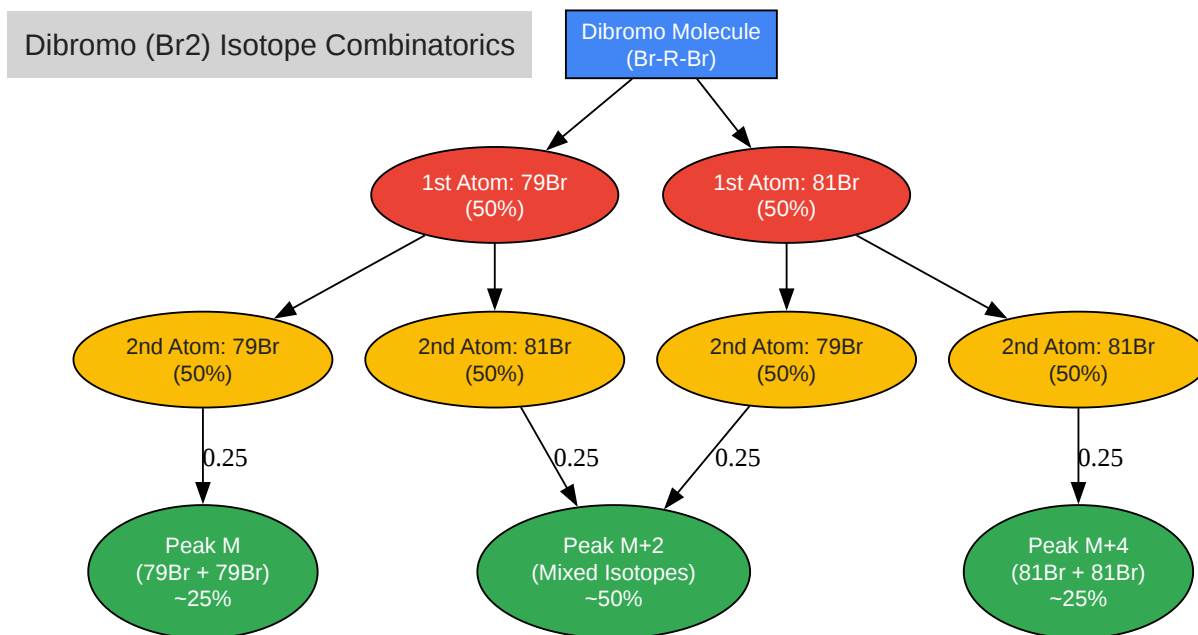 Dibromo (Br2) Isotope Combinatorics
Dibromo Molecule
(Br-R-Br)
1st Atom: 79Br
(50%)
1st Atom: 81Br
(50%)
2nd Atom: 79Br
(50%)
2nd Atom: 81Br
(50%)
2nd Atom: 79Br
(50%)
2nd Atom: 81Br
(50%)
0.25
0.25
0.25
0.25
Peak M
(79Br + 79Br)
~25%
Peak M+2
(Mixed Isotopes)
~50%
Peak M+4
(81Br + 81Br)
~25%